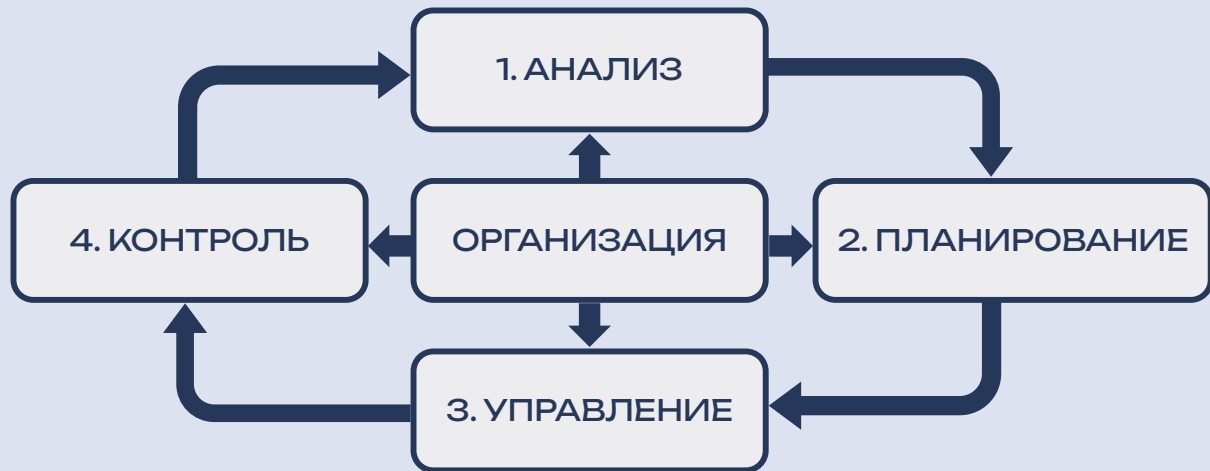 1. АНАЛИЗ
4. КОНТРОЛЬ
ОРГАНИЗАЦИЯ
2. ПЛАНИРОВАНИЕ
3. УПРАВЛЕНИЕ